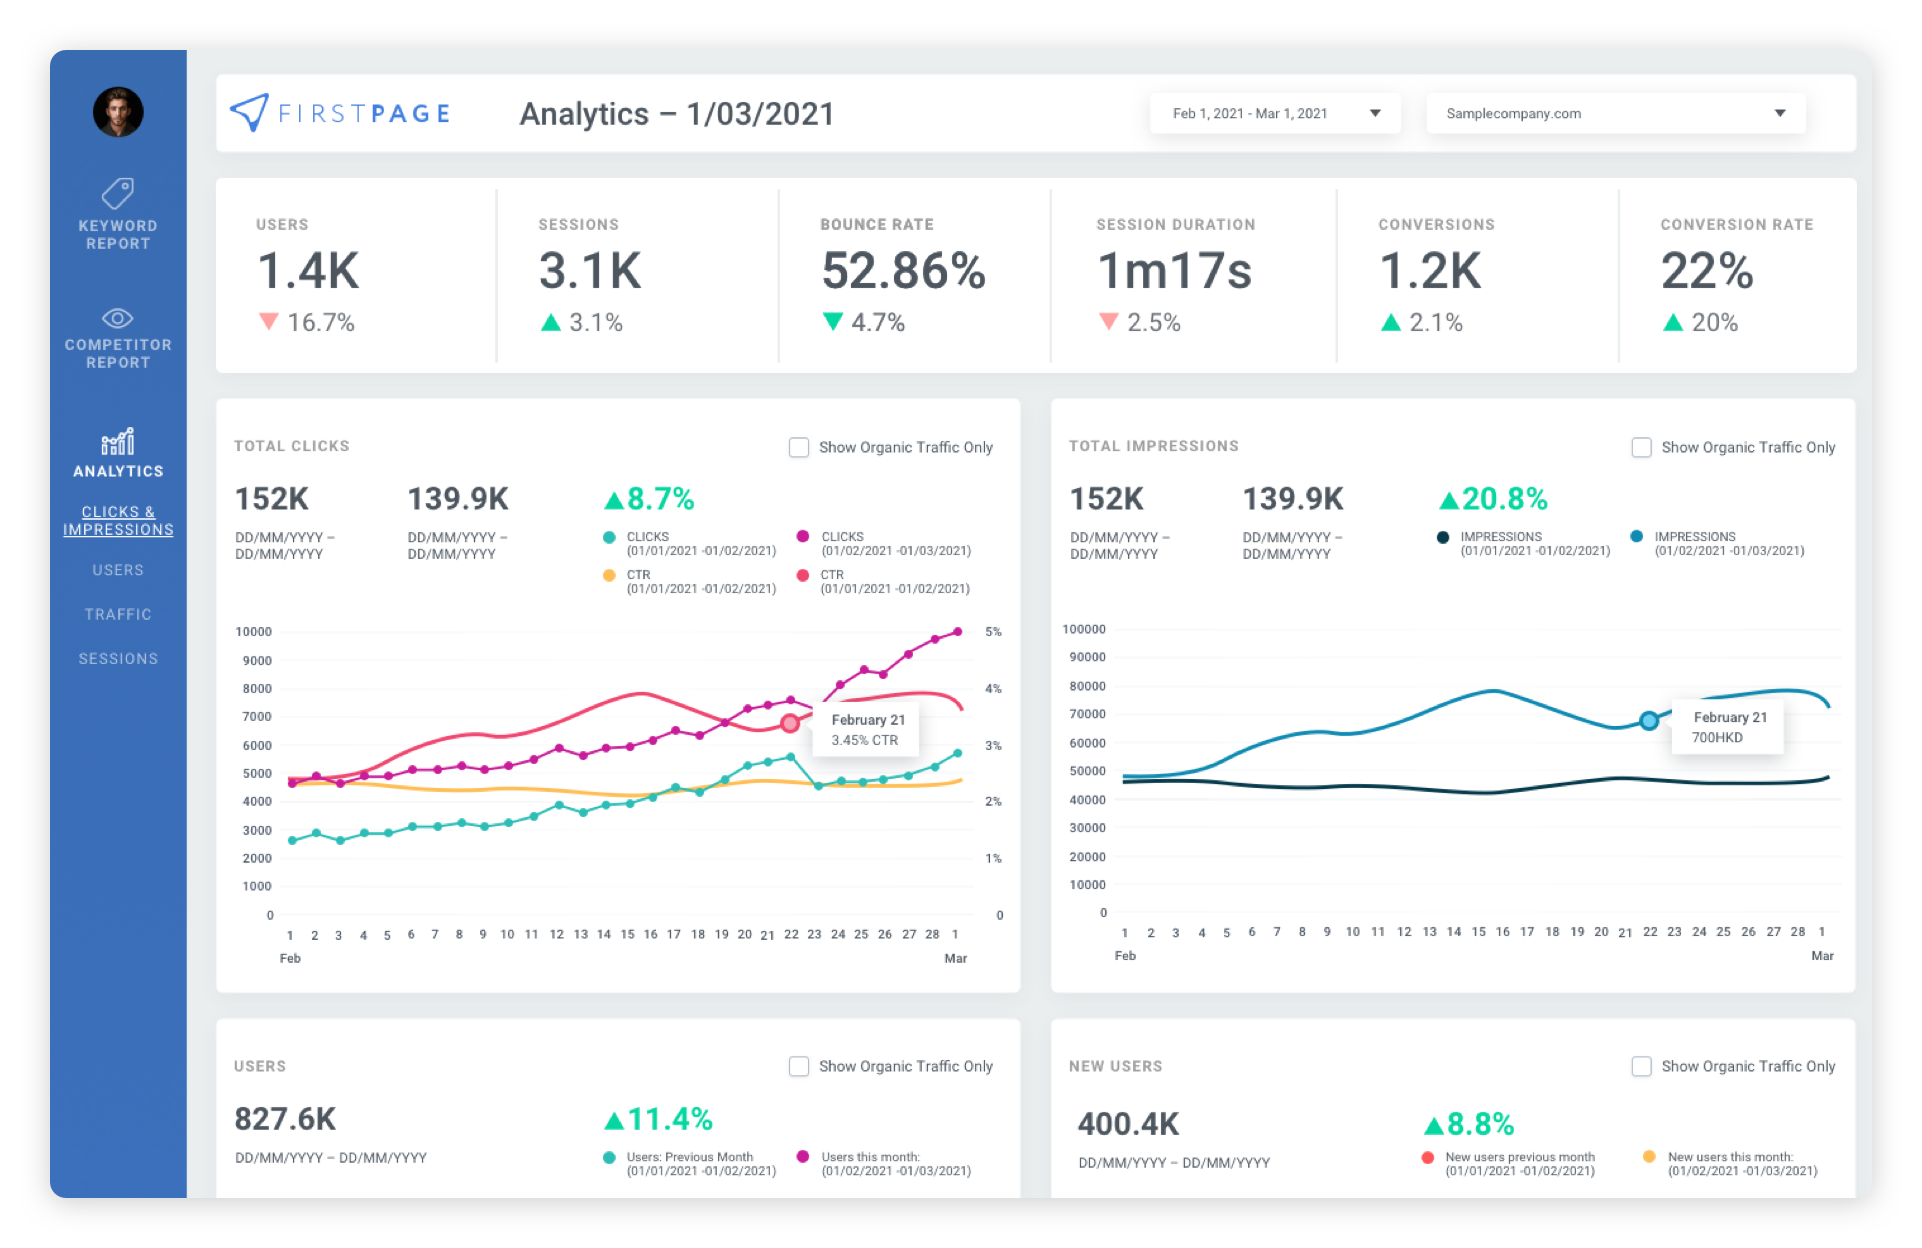 FIRSTPAGE
Analytics – 1/03/2021
Feb 1, 2021 - Mar 1, 2021
Samplecompany.com
KEYWORD
REPORT
COMPETITOR
REPORT
ANALYTICS
CLICKS &
IMPRESSIONS
USERS
TRAFFIC
SESSIONS
USERS
1.4K
16.7%
SESSIONS
3.1K
3.1%
BOUNCE RATE
52.86%
4.7%
SESSION DURATION
1m17s
2.5%
CONVERSIONS
1.2K
2.1%
CONVERSION RATE
22%
20%
TOTAL CLICKS
Show Organic Traffic Only
152K
DD/MM/YYYY –
DD/MM/YYYY
139.9K
DD/MM/YYYY –
DD/MM/YYYY
8.7%
CLICKS
(01/01/2021 -01/02/2021)
CLICKS
(01/02/2021 -01/03/2021)
CTR
(01/01/2021 -01/02/2021)
CTR
(01/01/2021 -01/02/2021)
10000
9000
8000
7000
6000
5000
4000
3000
2000
1000
0
5%
4%
3%
2%
1%
0
February 21
3.45% CTR
1 2 3 4 5 6 7 8 9 10 11 12 13 14 15 16 17 18 19 20 21 22 23 24 25 26 27 28 1
Feb
Mar
TOTAL IMPRESSIONS
Show Organic Traffic Only
152K
DD/MM/YYYY –
DD/MM/YYYY
139.9K
DD/MM/YYYY –
DD/MM/YYYY
20.8%
IMPRESSIONS
(01/01/2021 -01/02/2021)
IMPRESSIONS
(01/02/2021 -01/03/2021)
100000
90000
80000
70000
60000
50000
40000
30000
20000
10000
0
February 21
700HKD
1 2 3 4 5 6 7 8 9 10 11 12 13 14 15 16 17 18 19 20 21 22 23 24 25 26 27 28 1
Feb
Mar
USERS
Show Organic Traffic Only
827.6K
DD/MM/YYYY – DD/MM/YYYY
11.4%
Users: Previous Month
(01/01/2021 -01/02/2021)
Users this month:
(01/02/2021 -01/03/2021)
NEW USERS
Show Organic Traffic Only
400.4K
DD/MM/YYYY – DD/MM/YYYY
8.8%
New users previous month
(01/01/2021 -01/02/2021)
New users this month:
(01/02/2021 -01/03/2021)